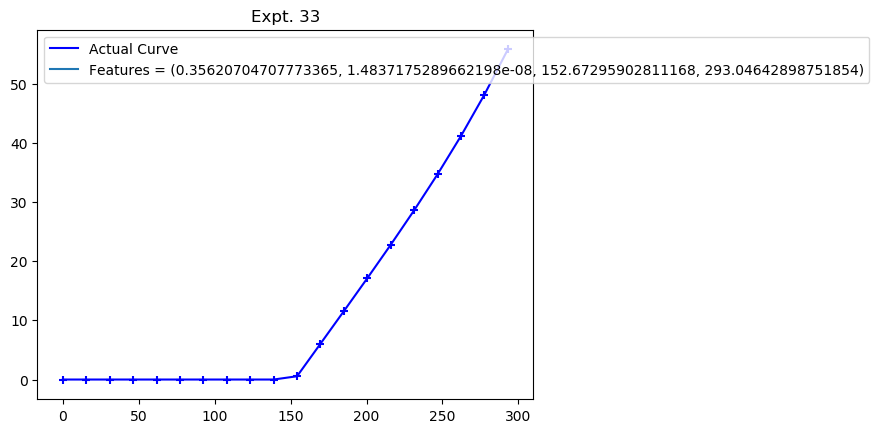 Expt. 33
Actual Curve
Features = (0.35620704707773365, 1.4837175289662198e-08, 152.67295902811168, 293.04642898751854)
50
40
30
20
10
0
0 50 100 150 200 250 300